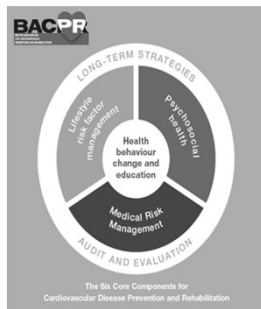 BACPR
LONG-TERM STRATEGIES
Lifestyle
risk factor
management
Psychosocial
health
Health
behaviour
change and
education
Medical Risk
Management
AUDIT AND EVALUATION
The Six Core Components for
Cardiovascular Disease Prevention and Rehabilitation